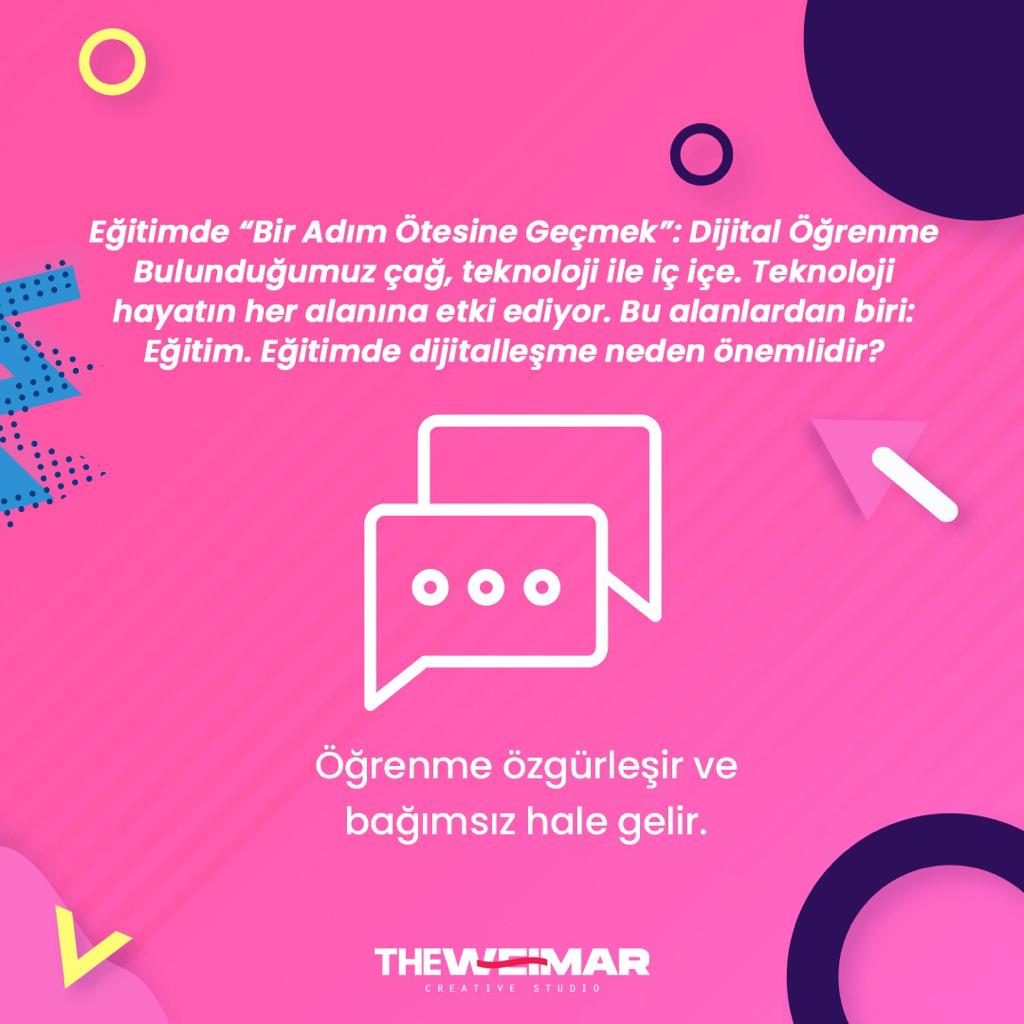 Eğitimde “Bir Adım Ötesine Geçmek”: Dijital Öğrenme
Bulunduğumuz çağ, teknoloji ile iç içe. Teknoloji
hayatın her alanına etki ediyor. Bu alanlardan biri:
Eğitim. Eğitimde dijitalleşme neden önemlidir?
Öğrenme özgürleşir ve
bağımsız hale gelir.
THEWEIMAR
CREATIVE STUDIO